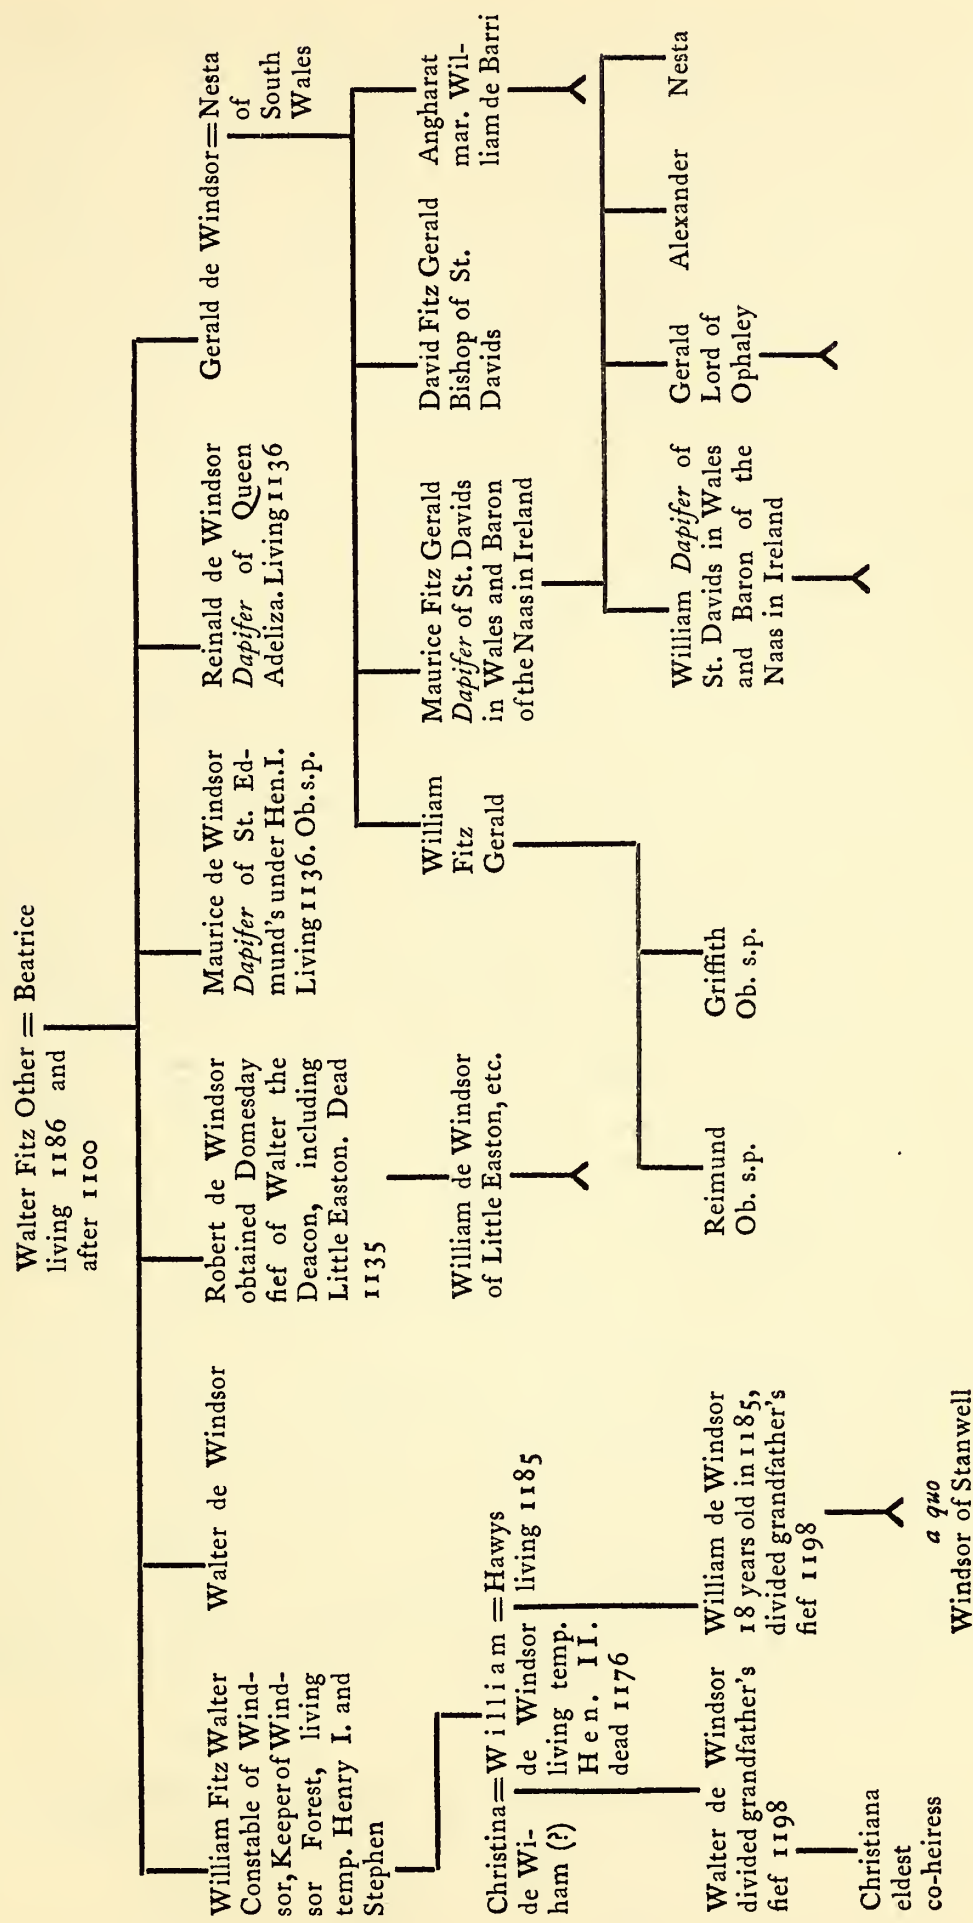 Walter Fitz Other = Beatrice
living 1186 and
after 1100
William Fitz Walter
Constable of Wind-
sor, Keeper of Wind-
sor Forest, living
temp. Henry I. and
Stephen
Walter de Windsor
Robert de Windsor
obtained Domesday
fief of Walter the
Deacon, including
Little Easton. Dead
1135
Maurice de Windsor
Dapifer of St. Ed-
mund's under Hen. I.
Living 1136. Ob. s.p.
Reinald de Windsor
Dapifer of Queen
Adeliza. Living 1136
Gerald de Windsor=Nesta
of
South
Wales
Christina=William=Hawys
de Wi-
ham (?)
de Windsor
living temp.
Hen. II.
dead 1176
living 1185
William de Windsor
of Little Easton, etc.
William
Fitz
Gerald
Maurice Fitz Gerald
Dapifer of St. Davids
in Wales and Baron
of the Naas in Ireland
David Fitz Gerald
Bishop of St.
Davids
Angharat
mar. Wil-
liam de Barri
Walter de Windsor
divided grandfather's
fief 1198
William de Windsor
18 years old in 1185,
divided grandfather's
fief 1198
Reimund
Ob. s.p.
Griffith
Ob. s.p.
William Dapifer of
St. Davids in Wales
and Baron of the
Naas in Ireland
Gerald
Lord of
Ophaley
Alexander
Nesta
Christiana
eldest
co-heiress
a quo
Windsor of Stanwell